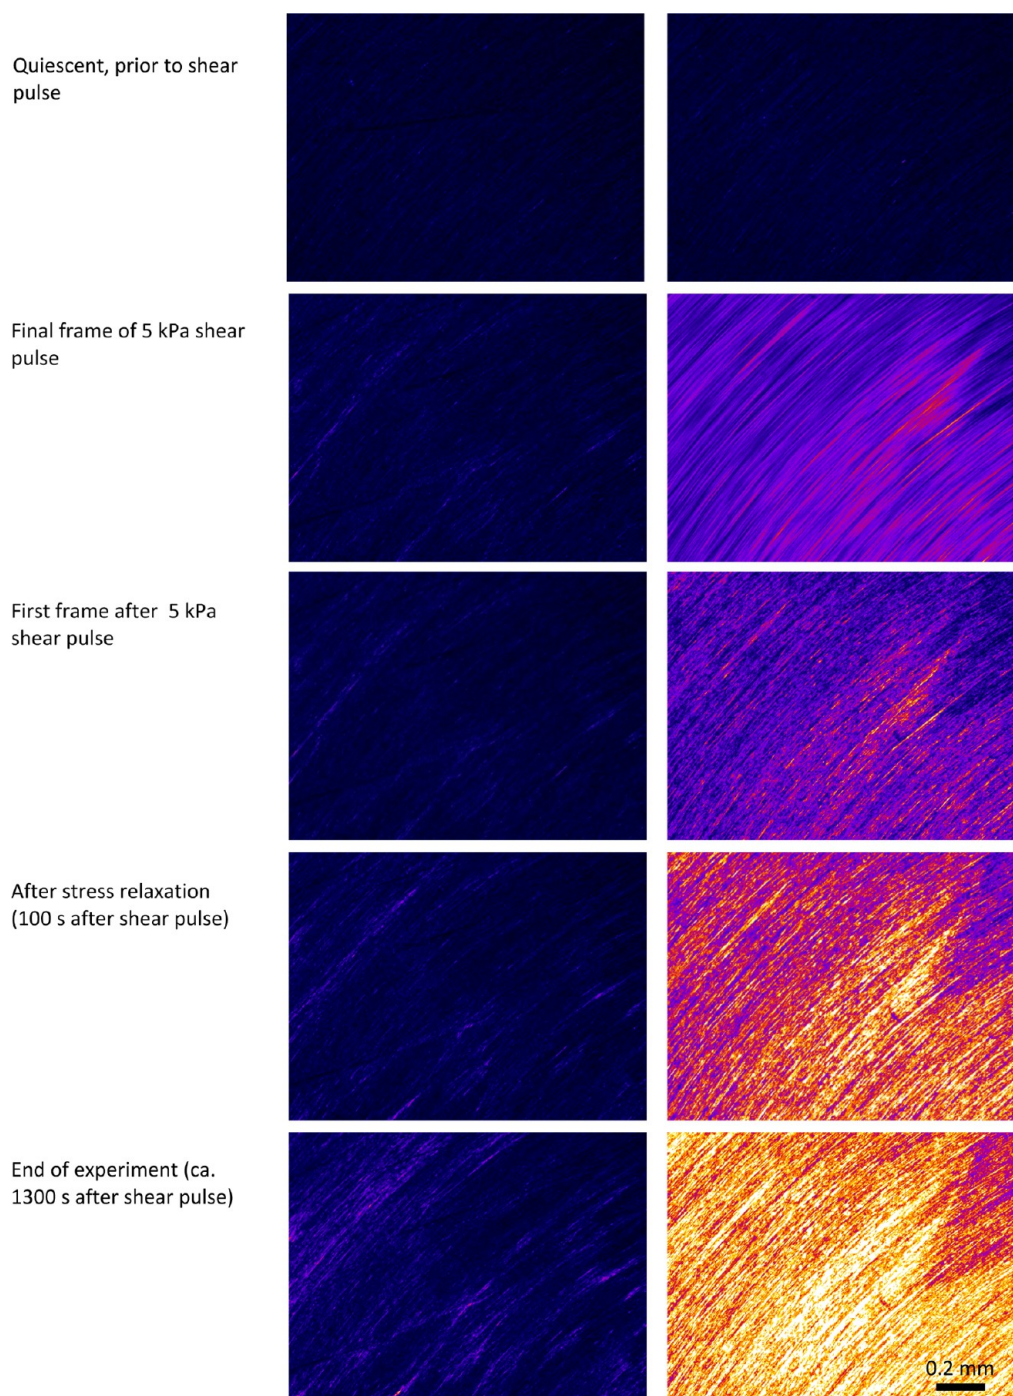 Quiescent, prior to shear
pulse
Final frame of 5 kPa shear
pulse
First frame after  5 kPa
shear pulse
After stress relaxation
(100 s after shear pulse)
End of experiment (ca.
1300 s after shear pulse)
0.2 mm